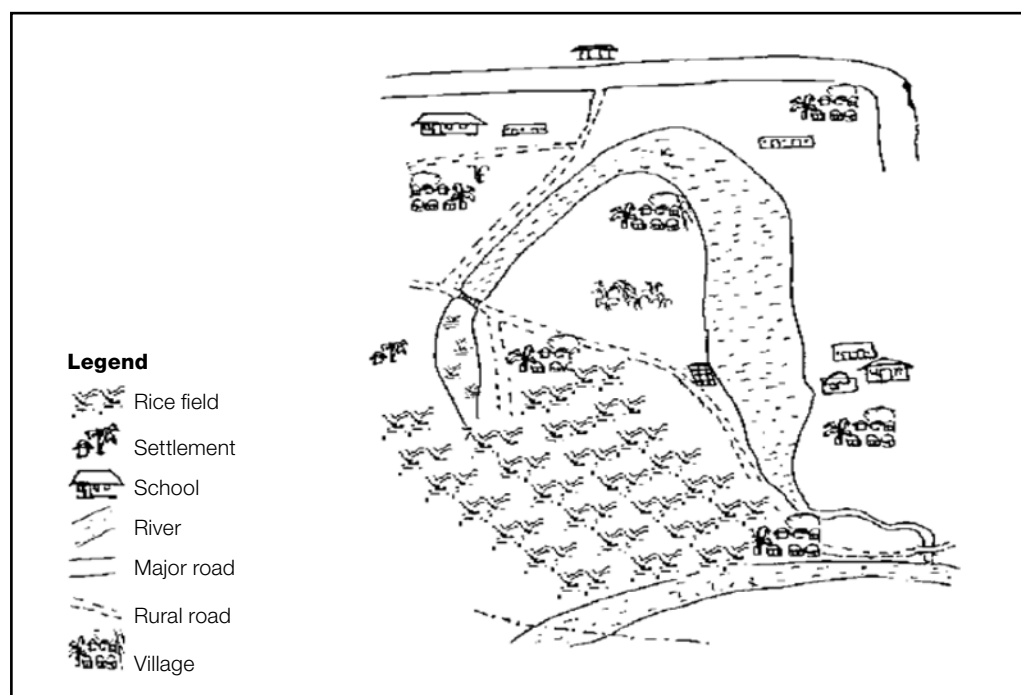 Legend
Rice field
Settlement
School
River
Major road
Rural road
Village